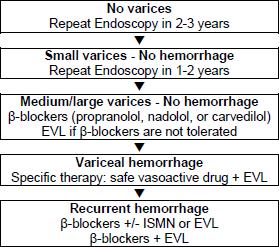 No varices
Repeat Endoscopy in 2-3 years
Small varices - No hemorrhage
Repeat Endoscopy in 1-2 years
Medium/large varices - No hemorrhage
β-blockers (propranolol, nadolol, or carvedilol)
EVL if β-blockers are not tolerated
Variceal hemorrhage
Specific therapy: safe vasoactive drug + EVL
Recurrent hemorrhage
β-blockers +/- ISMN or EVL
β-blockers + EVL